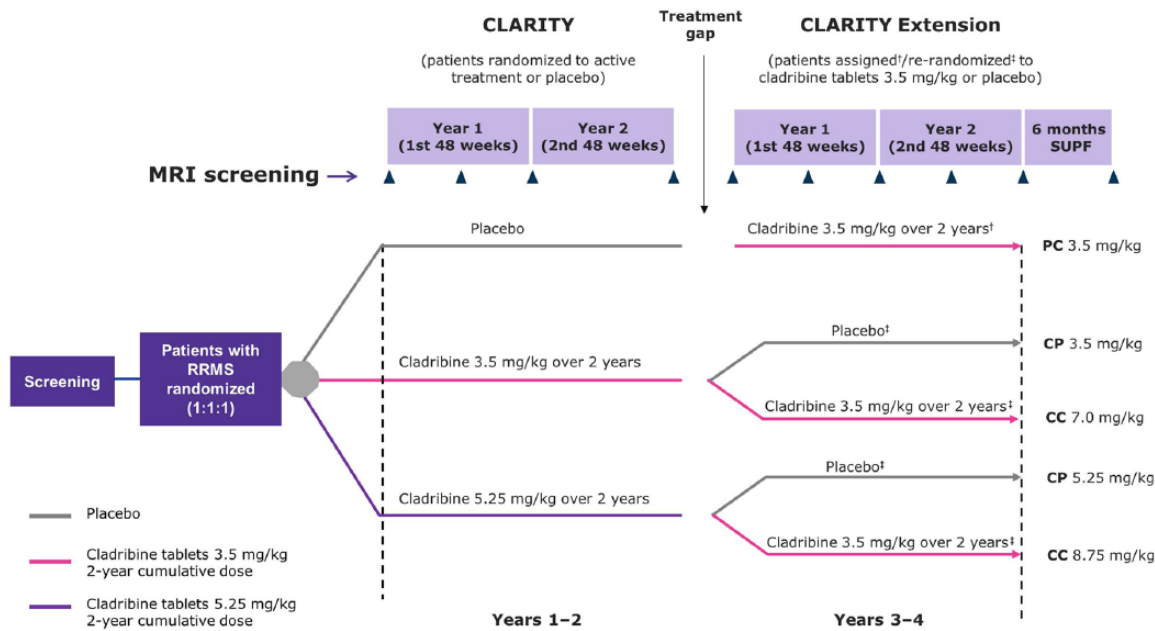 CLARITY
(patients randomized to active
treatment or placebo)
Treatment
gap
CLARITY Extension
(patients assigned†/re-randomized‡ to
cladribine tablets 3.5 mg/kg or placebo)
Year 1
(1st 48 weeks)
Year 2
(2nd 48 weeks)
Year 1
(1st 48 weeks)
Year 2
(2nd 48 weeks)
6 months
SUPF
MRI screening
Placebo
Cladribine 3.5 mg/kg over 2 years†
PC 3.5 mg/kg
Screening
Patients with
RRMS
randomized
(1:1:1)
Cladribine 3.5 mg/kg over 2 years
Placebo‡
CP 3.5 mg/kg
Cladribine 3.5 mg/kg over 2 years‡
CC 7.0 mg/kg
Cladribine 5.25 mg/kg over 2 years
Placebo‡
CP 5.25 mg/kg
Cladribine 3.5 mg/kg over 2 years‡
CC 8.75 mg/kg
Placebo
Cladribine tablets 3.5 mg/kg
2-year cumulative dose
Cladribine tablets 5.25 mg/kg
2-year cumulative dose
Years 1–2
Years 3–4